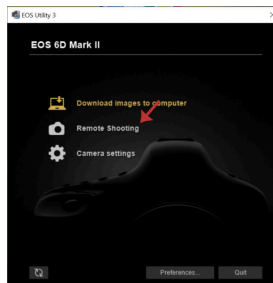 EOS Utility 3
EOS 6D Mark II
Download images to computer
Remote Shooting
Camera settings
Preferences...
Quit